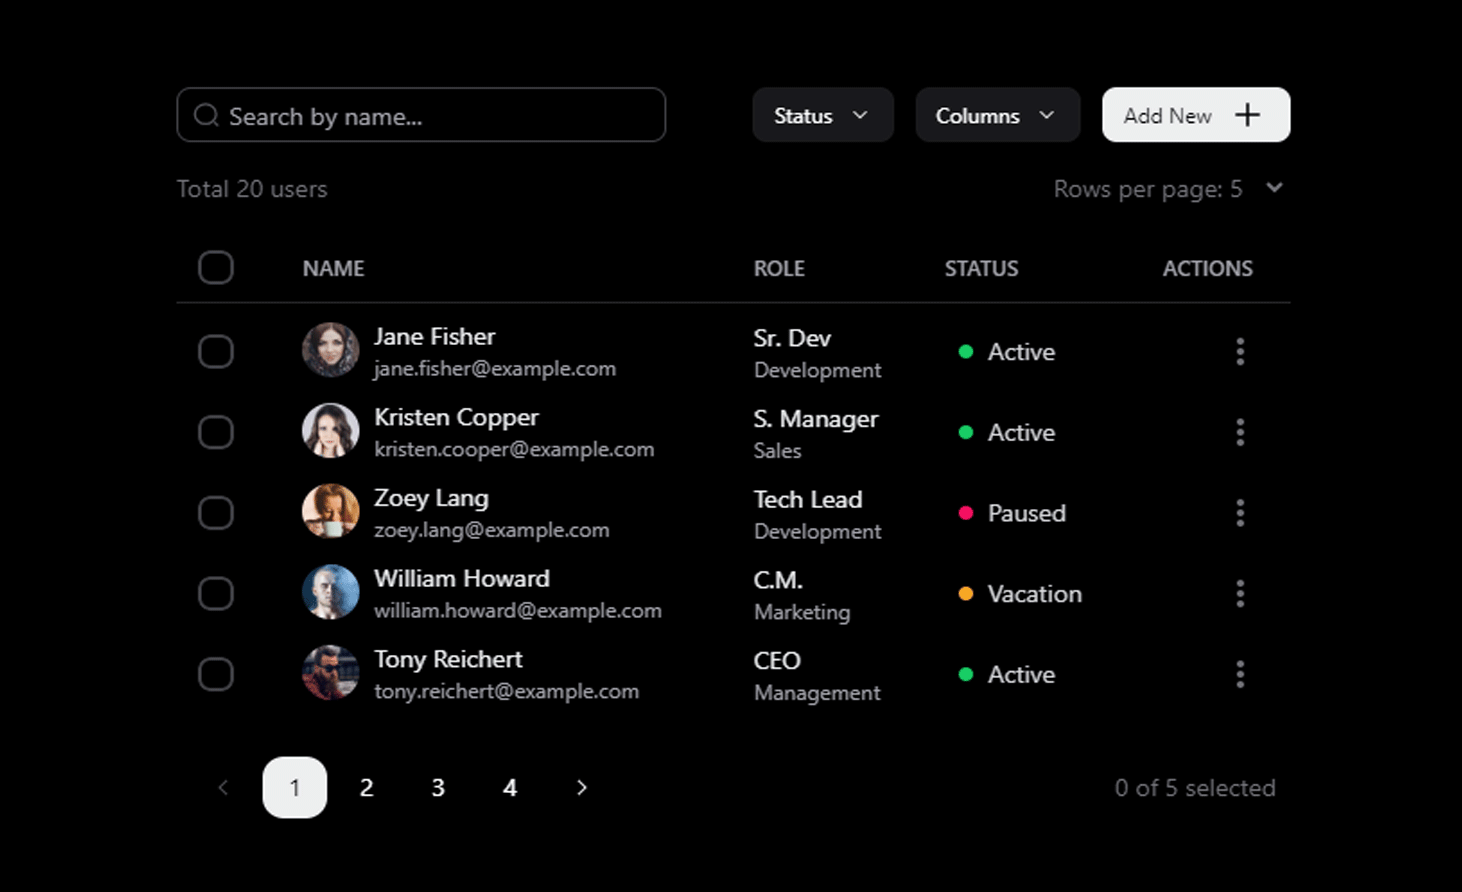 Search by name...
Status
Columns
Add New
Total 20 users
Rows per page: 5
NAME ROLE STATUS ACTIONS
Jane Fisher
jane.fisher@example.com
Sr. Dev
Development
Active
Kristen Copper
kristen.cooper@example.com
S. Manager
Sales
Active
Zoey Lang
zoey.lang@example.com
Tech Lead
Development
Paused
William Howard
william.howard@example.com
C.M.
Marketing
Vacation
Tony Reichert
tony.reichert@example.com
CEO
Management
Active
1 2 3 4
0 of 5 selected